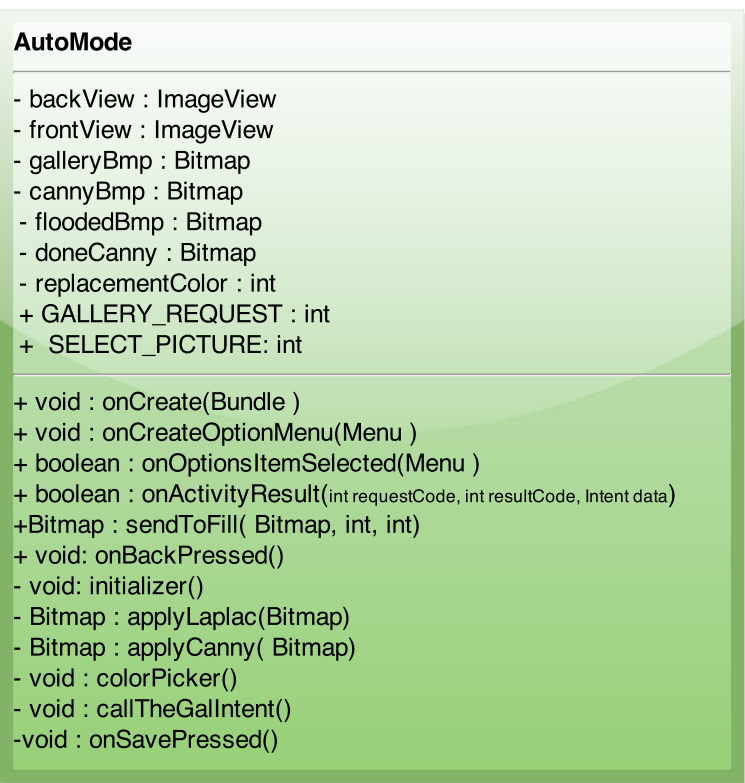 AutoMode
- backView : ImageView
- frontView : ImageView
- galleryBmp : Bitmap
- cannyBmp : Bitmap
- floodedBmp : Bitmap
- doneCanny : Bitmap
- replacementColor : int
+ GALLERY_REQUEST : int
+ SELECT_PICTURE: int
+ void : onCreate(Bundle )
+ void : onCreateOptionMenu(Menu )
+ boolean : onOptionsItemSelected(Menu )
+ boolean : onActivityResult(int requestCode, int resultCode, Intent data)
+Bitmap : sendToFill( Bitmap, int, int)
+ void: onBackPressed()
- void: initializer()
- Bitmap : applyLaplac(Bitmap)
- Bitmap : applyCanny( Bitmap)
- void : colorPicker()
- void : callTheGalIntent()
-void : onSavePressed()